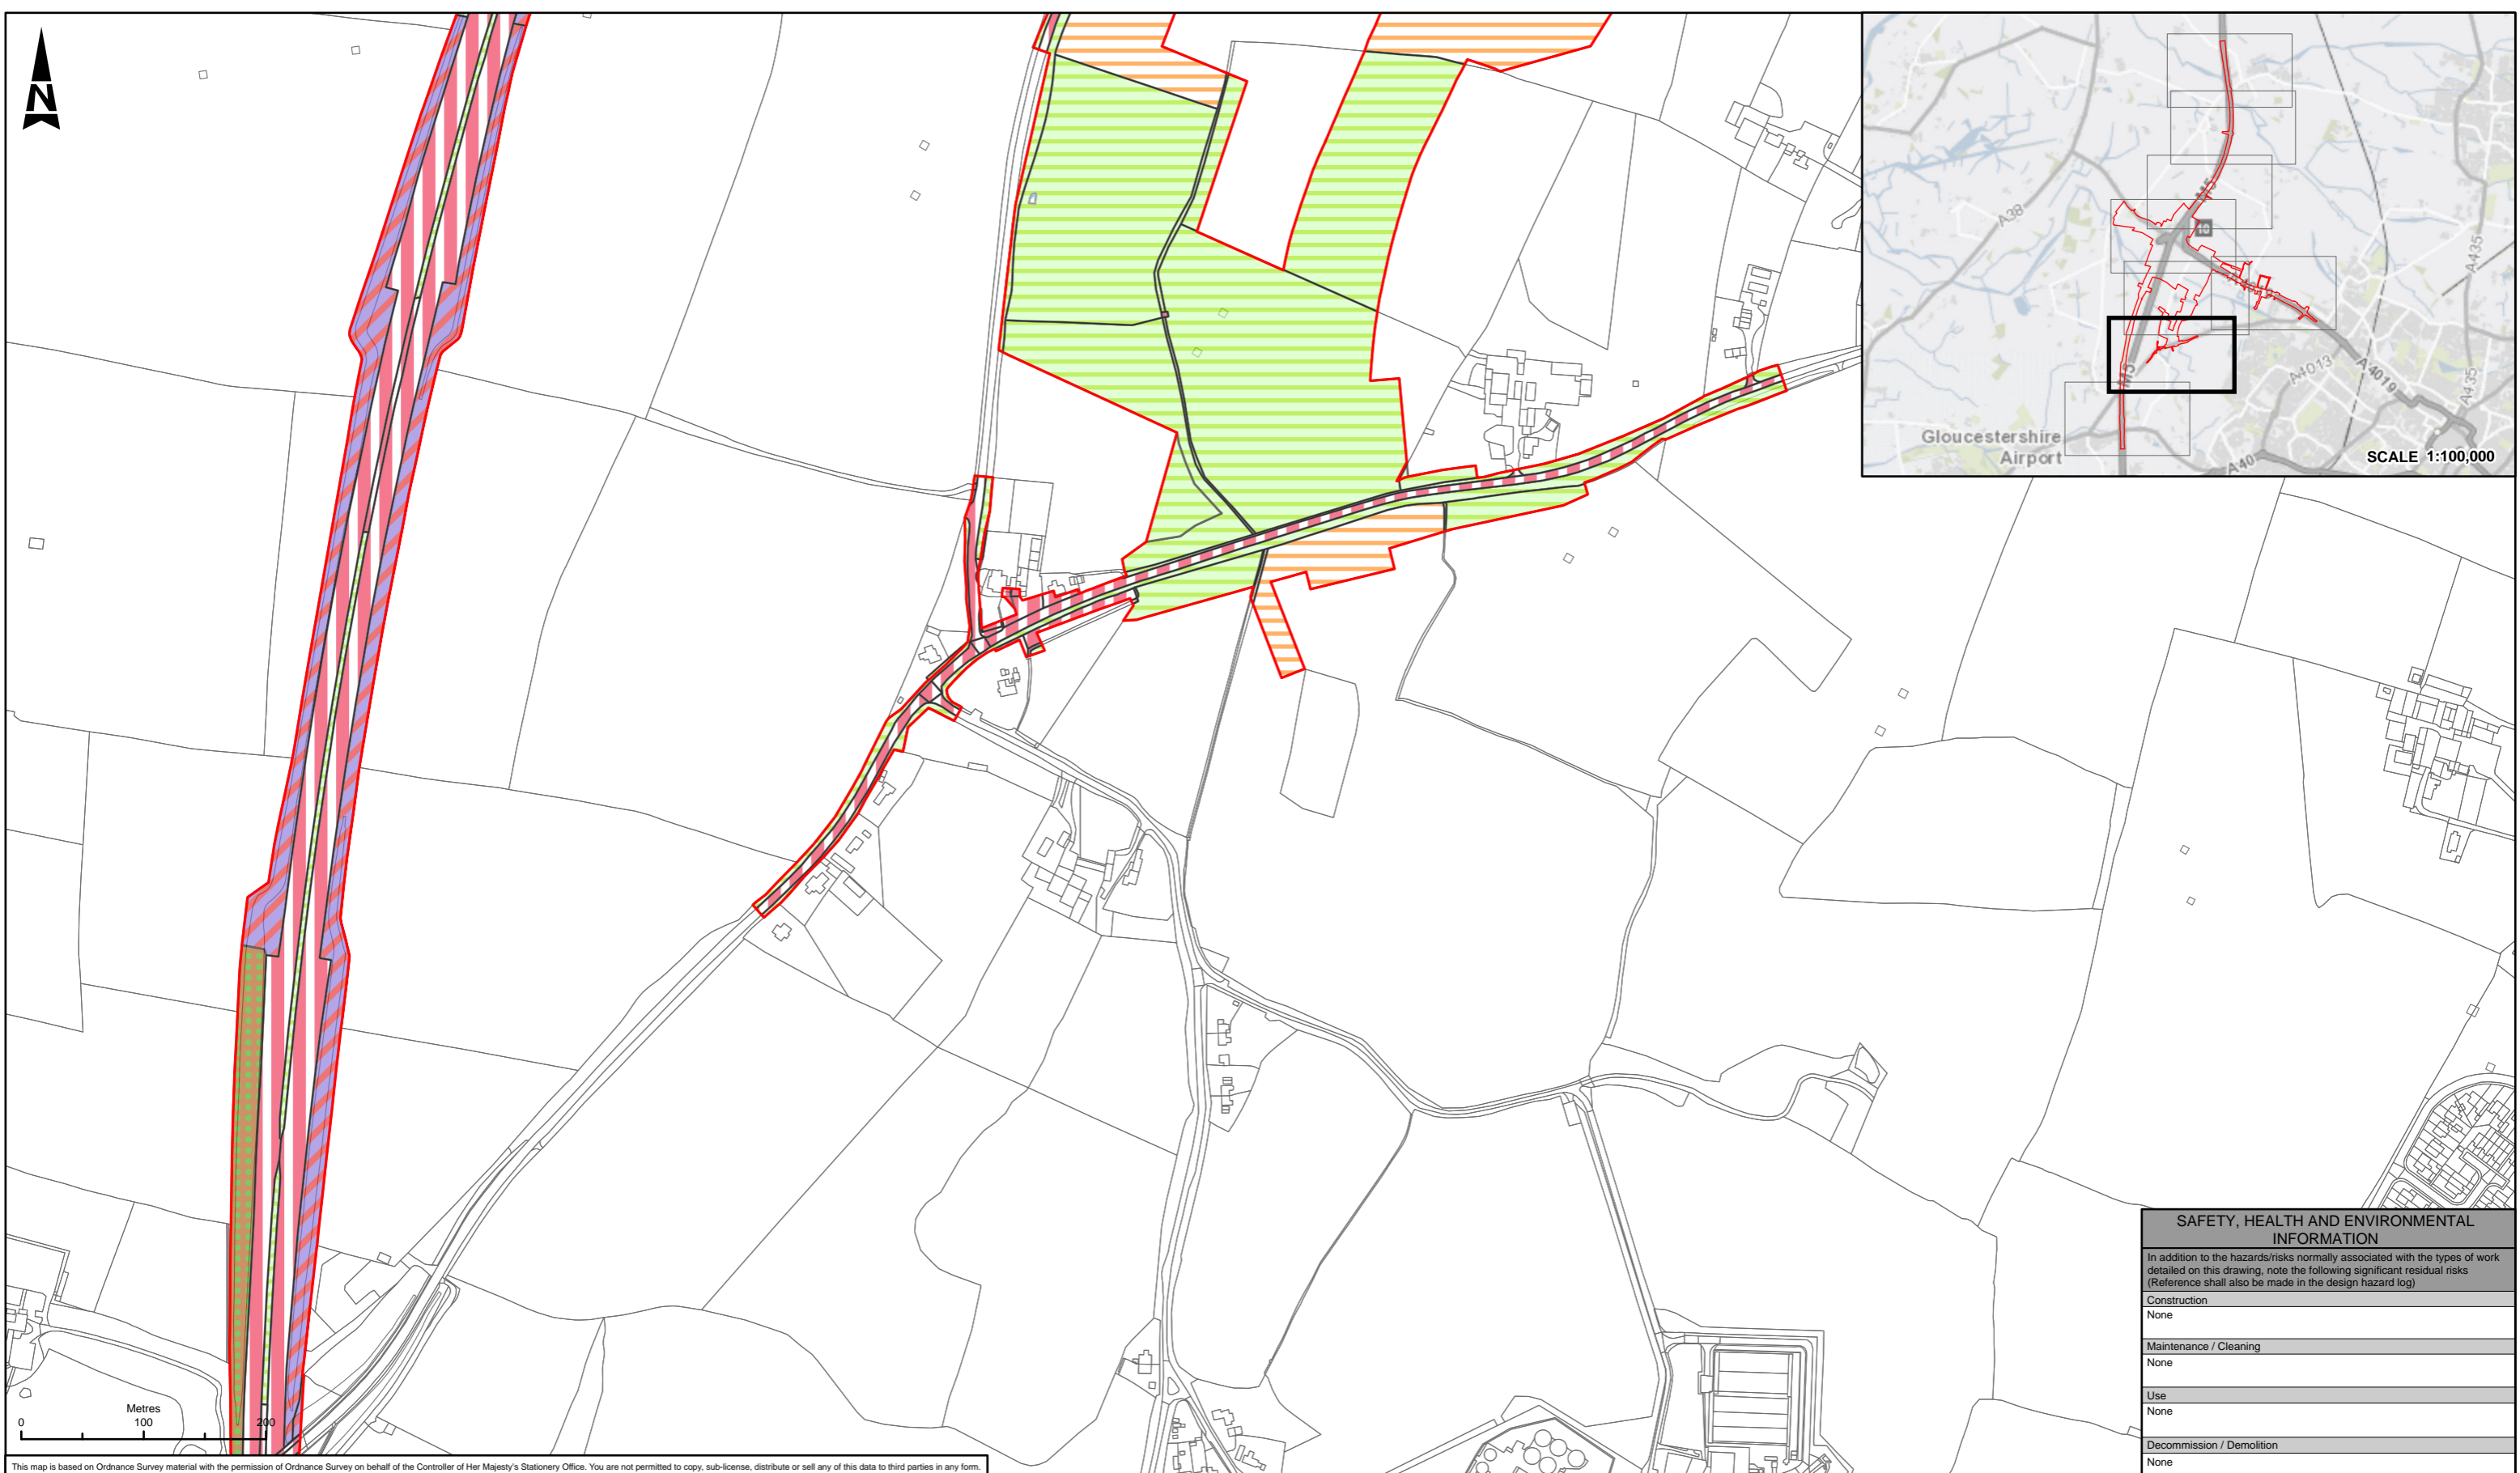 N
A38
M5
10
A435
M5
A4013
A4019
A435
Gloucestershire
Airport
A40
SCALE 1:100,000
SAFETY, HEALTH AND ENVIRONMENTAL
INFORMATION
In addition to the hazards/risks normally associated with the types of work
detailed on this drawing, note the following significant residual risks
(Reference shall also be made in the design hazard log)
Construction
None
Maintenance / Cleaning
None
Use
None
Decommission / Demolition
None
Metres
0 100 200
This map is based on Ordnance Survey material with the permission of Ordnance Survey on behalf of the Controller of Her Majesty's Stationery Office. You are not permitted to copy, sub-license, distribute or sell any of this data to third parties in any form.